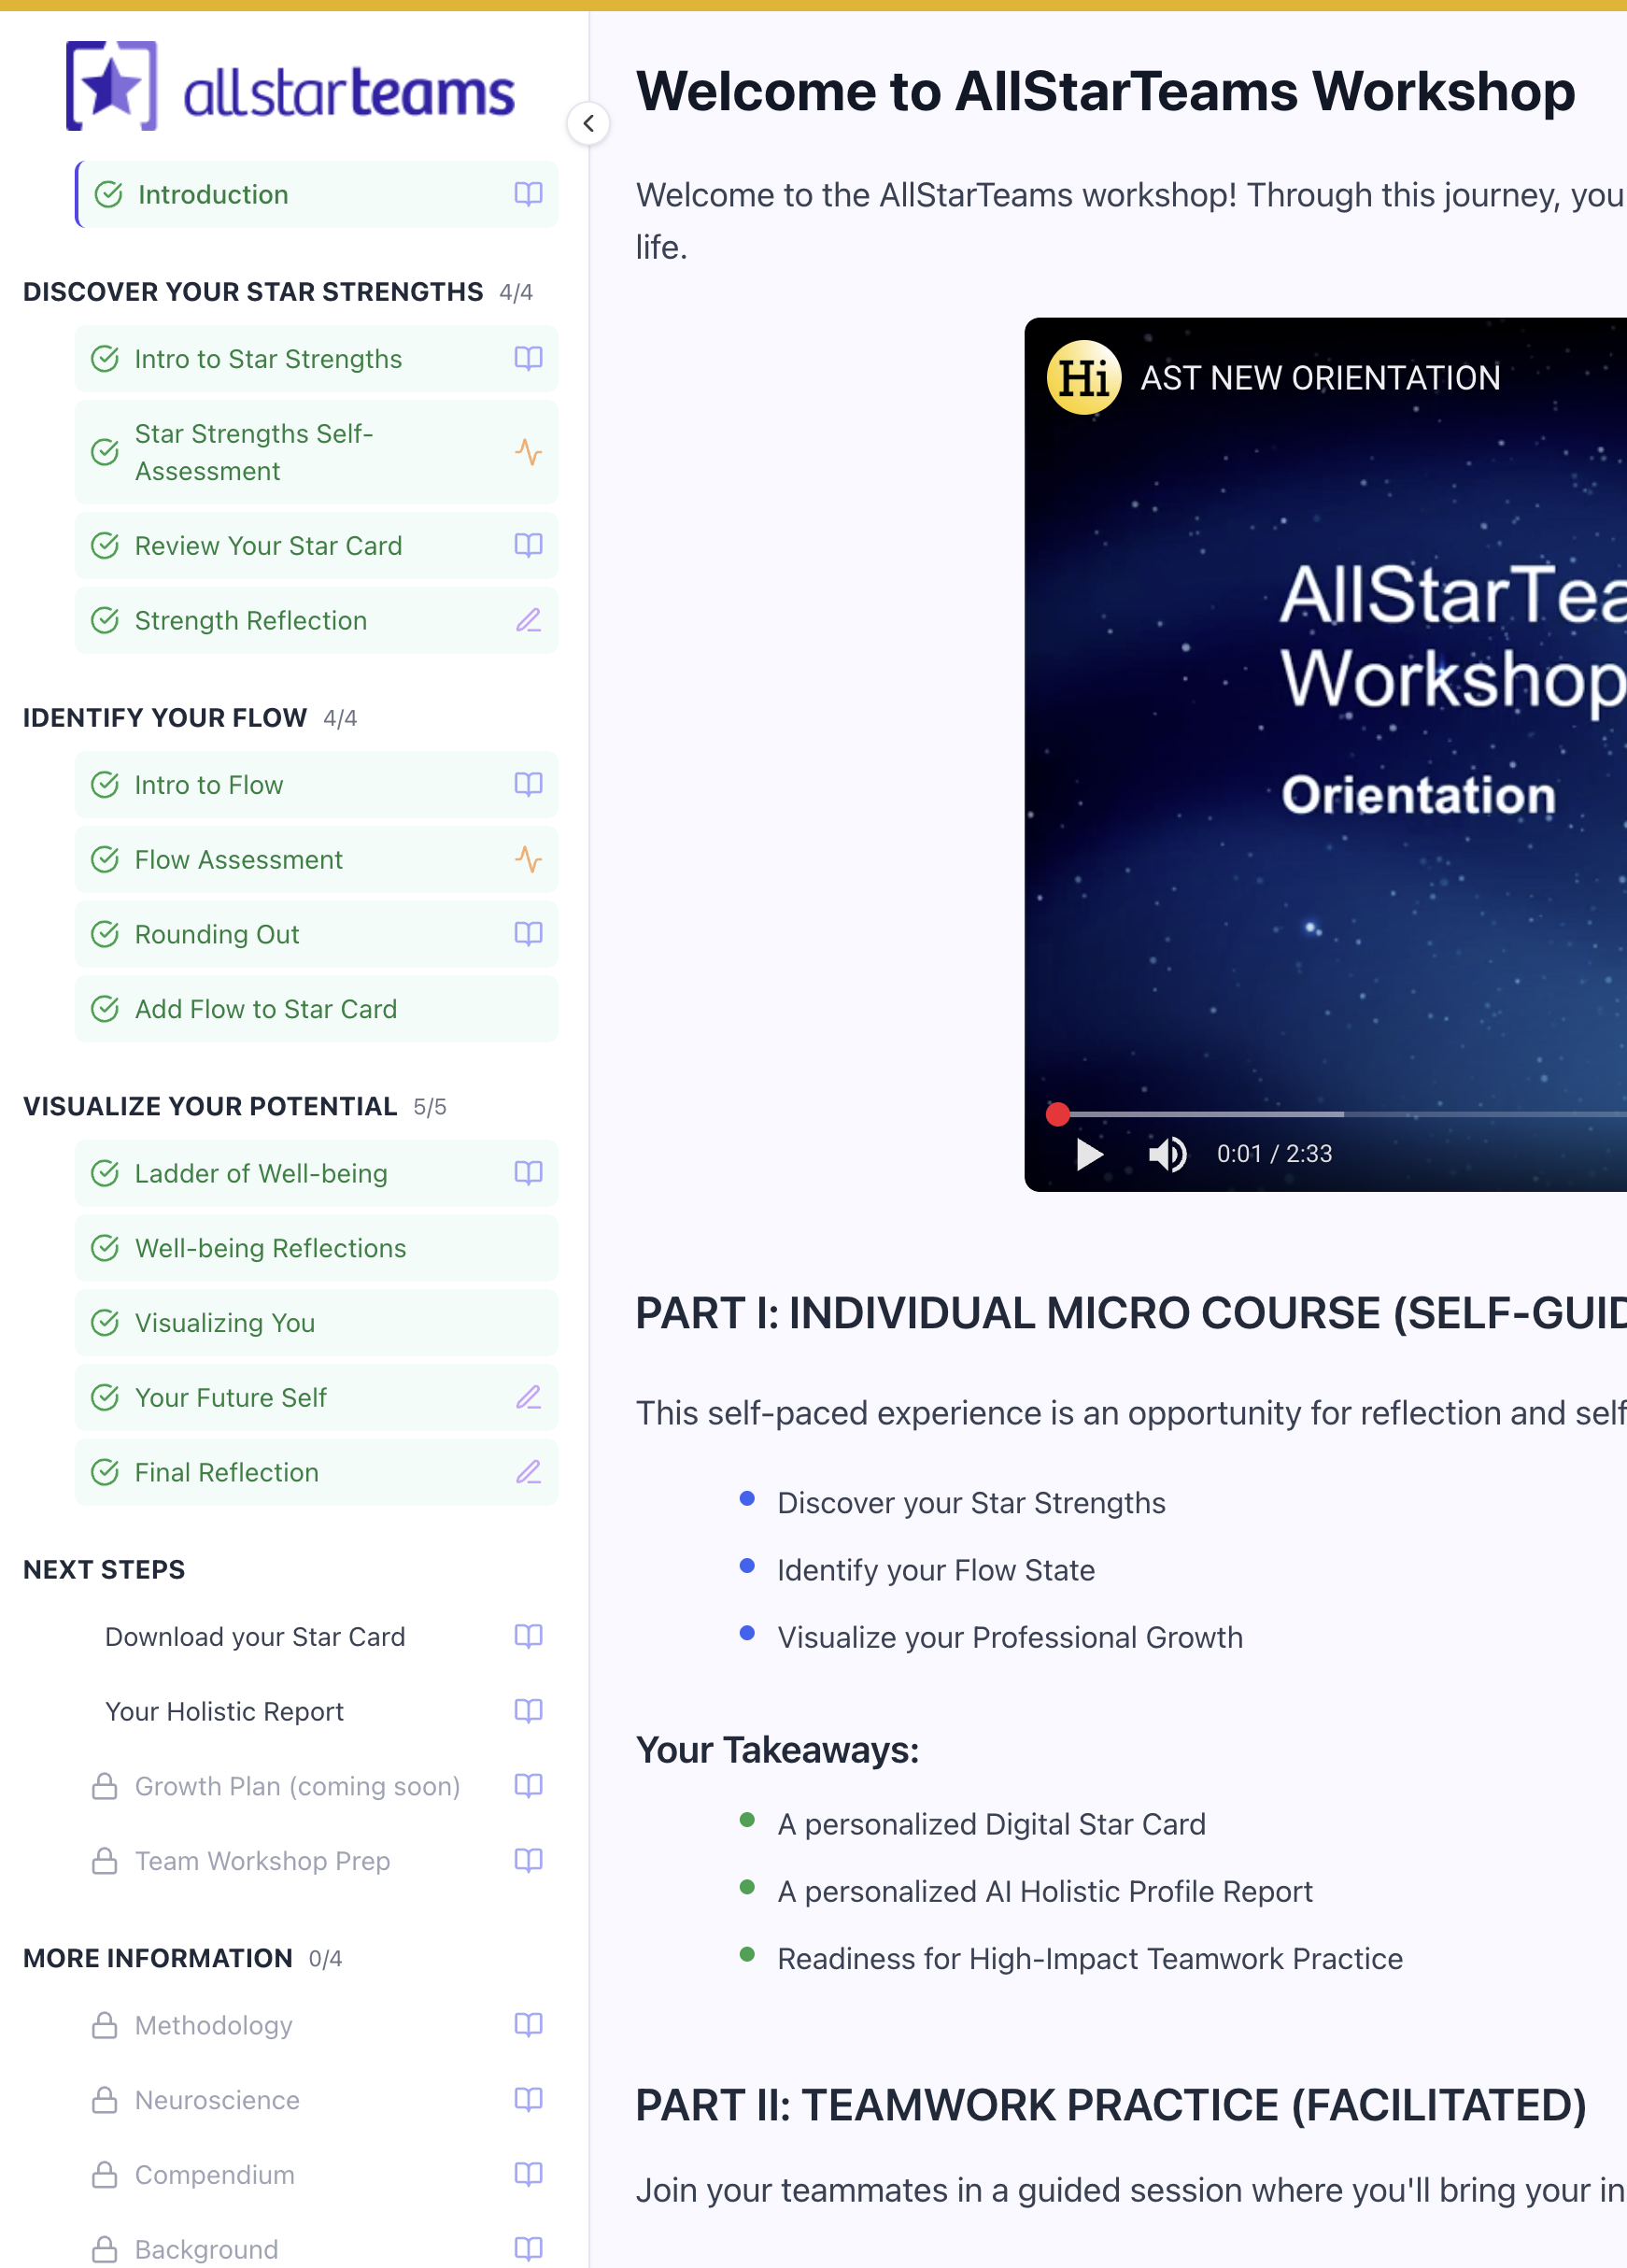 allstarteams
Introduction
DISCOVER YOUR STAR STRENGTHS 4/4
Intro to Star Strengths
Star Strengths Self-
Assessment
Review Your Star Card
Strength Reflection
IDENTIFY YOUR FLOW 4/4
Intro to Flow
Flow Assessment
Rounding Out
Add Flow to Star Card
VISUALIZE YOUR POTENTIAL 5/5
Ladder of Well-being
Well-being Reflections
Visualizing You
Your Future Self
Final Reflection
NEXT STEPS
Download your Star Card
Your Holistic Report
Growth Plan (coming soon)
Team Workshop Prep
MORE INFORMATION 0/4
Methodology
Neuroscience
Compendium
Background
Welcome to AllStarTeams Workshop
Welcome to the AllStarTeams workshop! Through this journey, you
life.
Hi AST NEW ORIENTATION
AllStarTea
Workshop
Orientation
0:01 / 2:33
PART I: INDIVIDUAL MICRO COURSE (SELF-GUID
This self-paced experience is an opportunity for reflection and self
Discover your Star Strengths
Identify your Flow State
Visualize your Professional Growth
Your Takeaways:
A personalized Digital Star Card
A personalized AI Holistic Profile Report
Readiness for High-Impact Teamwork Practice
PART II: TEAMWORK PRACTICE (FACILITATED)
Join your teammates in a guided session where you'll bring your in